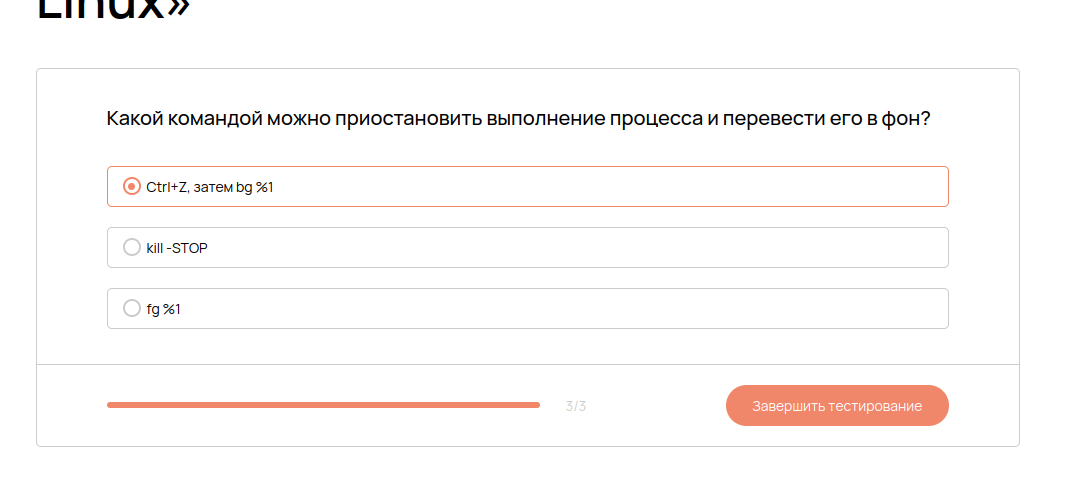 Linux»
Какой командой можно приостановить выполнение процесса и перевести его в фон?
Ctrl+Z, затем bg %1
kill -STOP
fg %1
3/3
Завершить тестирование